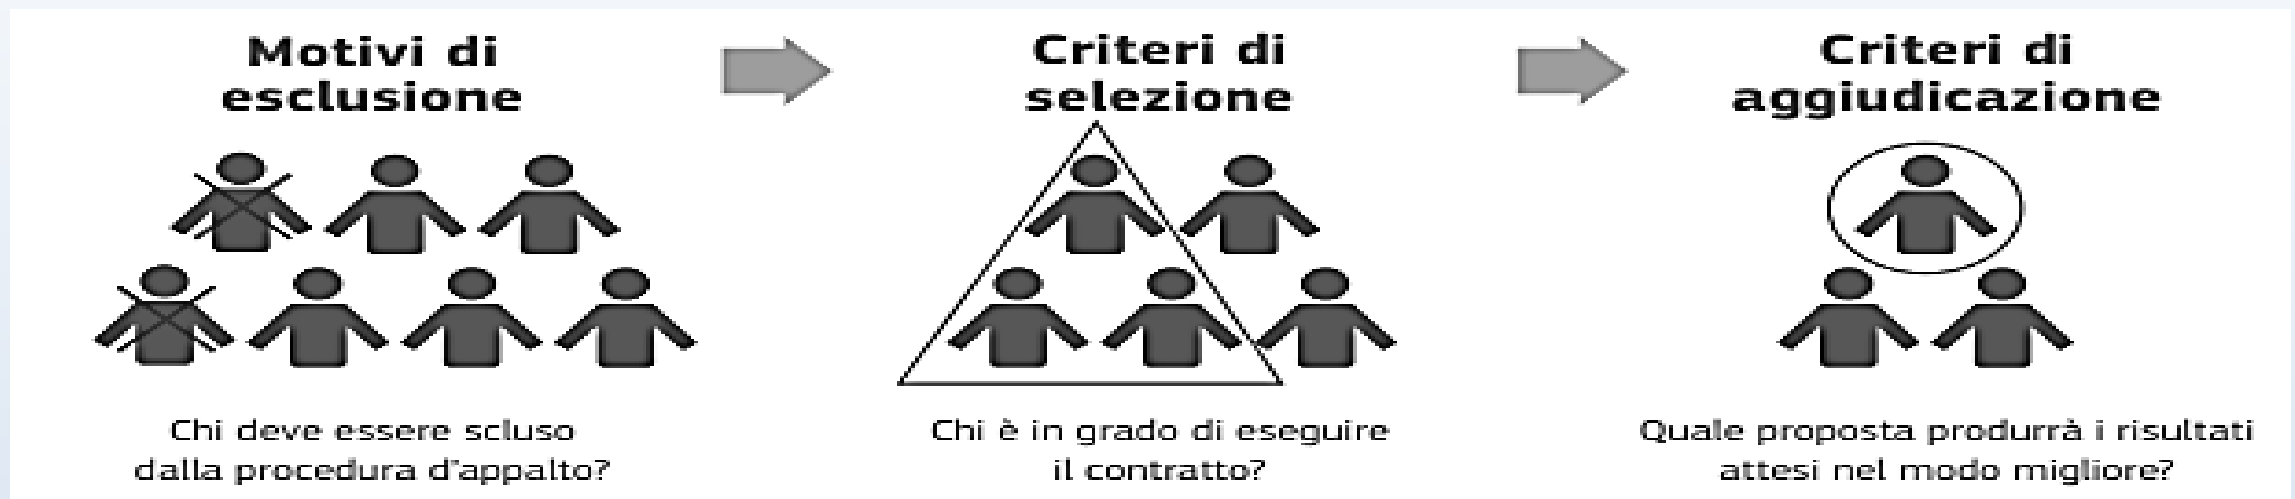 Motivi di
esclusione
Chi deve essere scluso
dalla procedura d'appalto?
Criteri di
selezione
Chi è in grado di eseguire
il contratto?
Criteri di
aggiudicazione
Quale proposta produrrà i risultati
attesi nel modo migliore?